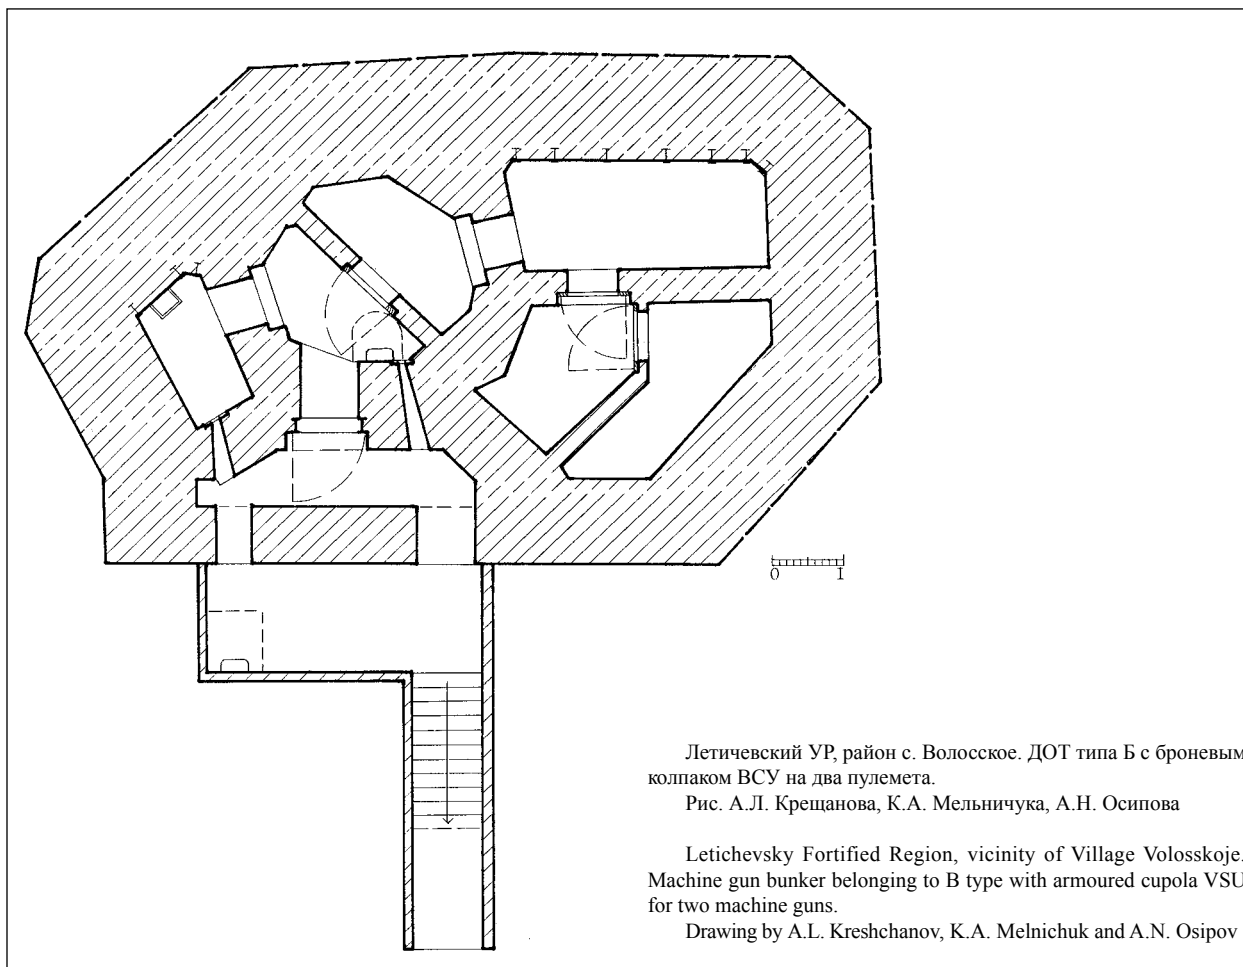 0 1
Летичевский УР, район с. Волосское. ДОТ типа Б с броневым
колпаком ВСУ на два пулемета.
Рис. А.Л. Крещанова, К.А. Мельничука, А.Н. Осипова
Letichevsky Fortified Region, vicinity of Village Volosskoje.
Machine gun bunker belonging to B type with armoured cupola VSU
for two machine guns.
Drawing by A.L. Kreshchanov, K.A. Melnichuk and A.N. Osipov